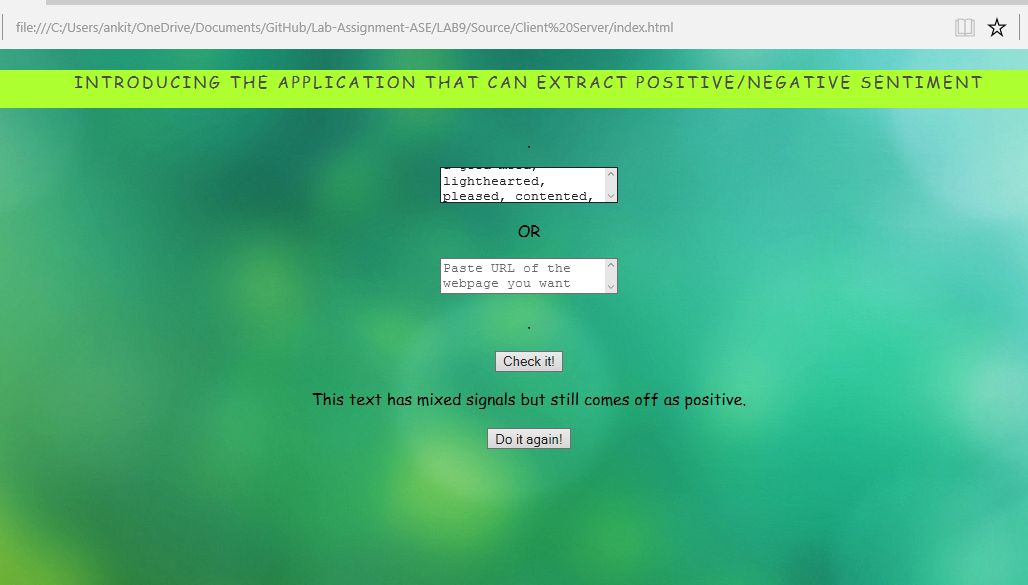 file:///C:/Users/ankit/OneDrive/Documents/GitHub/Lab-Assignment-ASE/LAB9/Source/Client%20Server/index.html
INTRODUCING THE APPLICATION THAT CAN EXTRACT POSITIVE/NEGATIVE SENTIMENT
.
lighthearted,
pleased, contented,
OR
Paste URL of the
webpage you want
.
Check it!
This text has mixed signals but still comes off as positive.
Do it again!